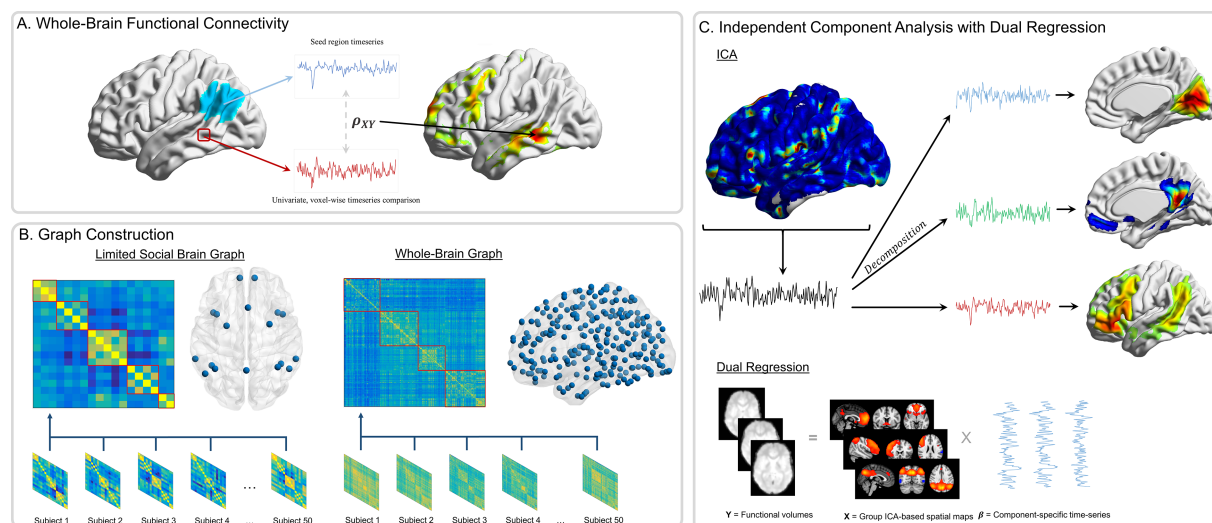 A. Whole-Brain Functional Connectivity
Seed region timeseries
ρXY
Univariate, voxel-wise timeseries comparison
B. Graph Construction
Limited Social Brain Graph
Whole-Brain Graph
Subject 1 Subject 2 Subject 3 Subject 4 ... ... Subject 50
Subject 1 Subject 2 Subject 3 Subject 4 ... ... Subject 50
C. Independent Component Analysis with Dual Regression
ICA
Decomposition
Dual Regression
= X
Y = Functional volumes
X = Group ICA-based spatial maps
β = Component-specific time-series